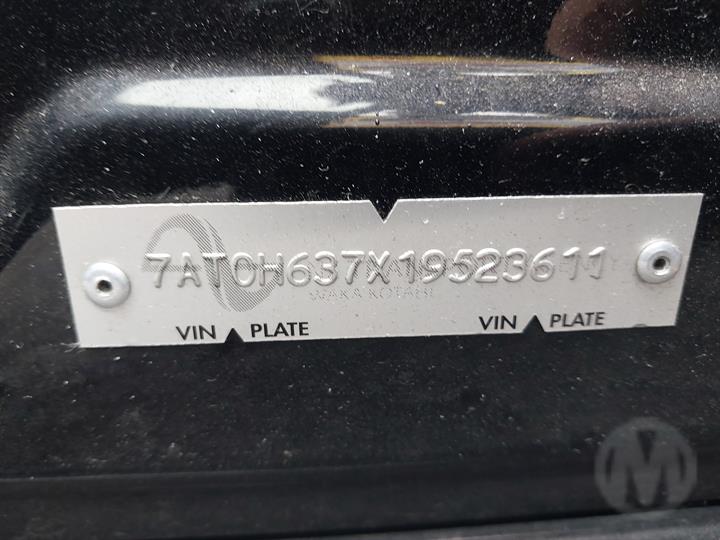 7AT0H637X19523611
WAKA KOTAHI
VIN PLATE VIN PLATE
M